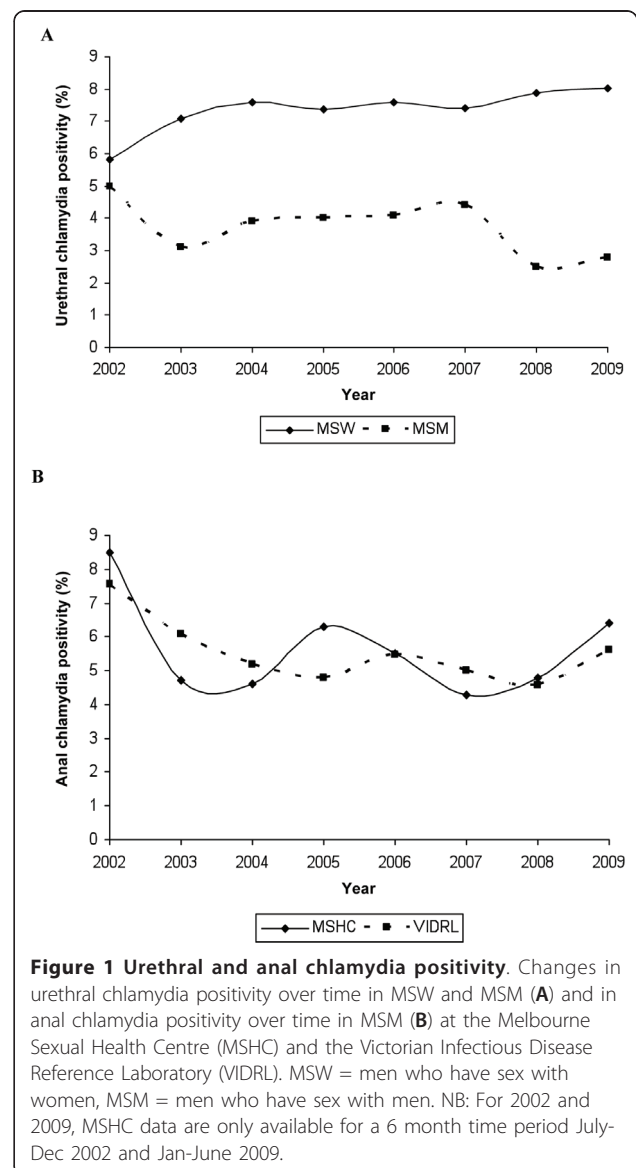 A
9
8
7
6
5
4
3
2
1
0
Urethral chlamydia positivity (%)
2002 2003 2004 2005 2006 2007 2008 2009
Year
MSW MSM
B
9
8
7
6
5
4
3
2
1
0
Anal chlamydia positivity (%)
2002 2003 2004 2005 2006 2007 2008 2009
Year
MSHC VIDRL
Figure 1 Urethral and anal chlamydia positivity. Changes in
urethral chlamydia positivity over time in MSW and MSM (A) and in
anal chlamydia positivity over time in MSM (B) at the Melbourne
Sexual Health Centre (MSHC) and the Victorian Infectious Disease
Reference Laboratory (VIDRL). MSW = men who have sex with
women, MSM = men who have sex with men. NB: For 2002 and
2009, MSHC data are only available for a 6 month time period July-
Dec 2002 and Jan-June 2009.